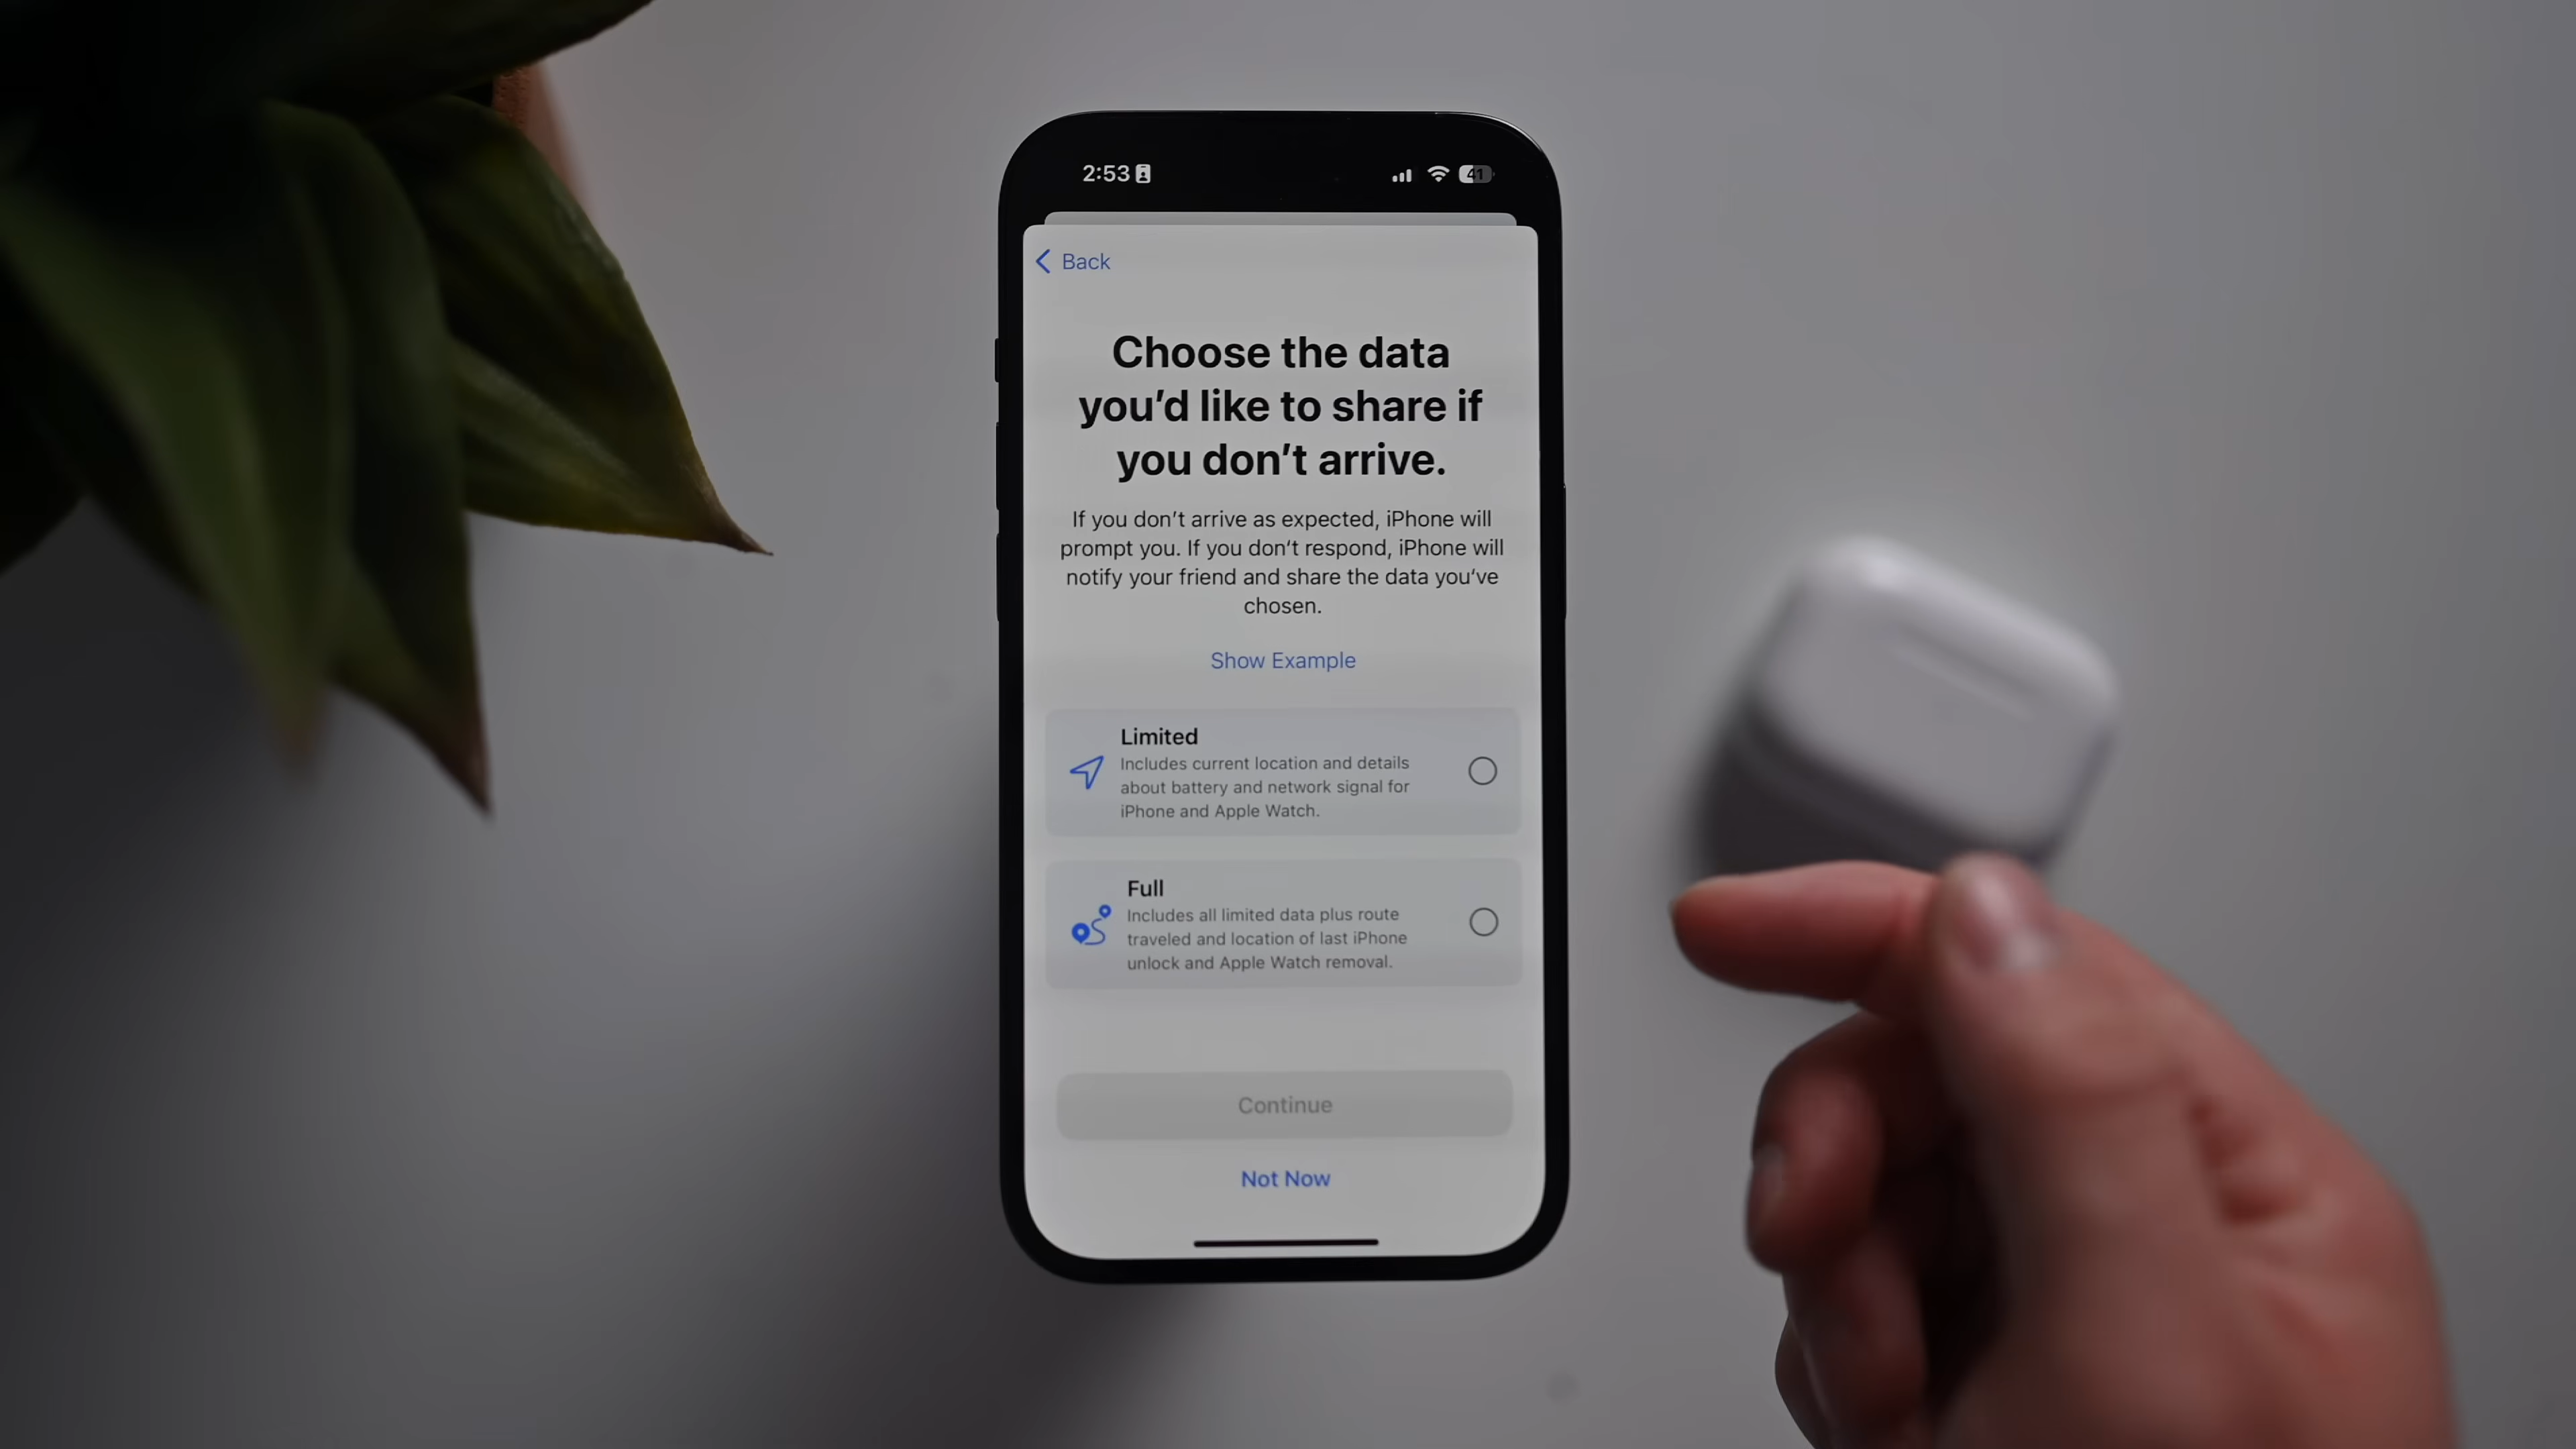 2:53
41
Back
Choose the data
you’d like to share if
you don’t arrive.
If you don’t arrive as expected, iPhone will
prompt you. If you don’t respond, iPhone will
notify your friend and share the data you’ve
chosen.
Show Example
Limited
Includes current location and details
about battery and network signal for
iPhone and Apple Watch.
Full
Includes all limited data plus route
traveled and location of last iPhone
unlock and Apple Watch removal.
Continue
Not Now